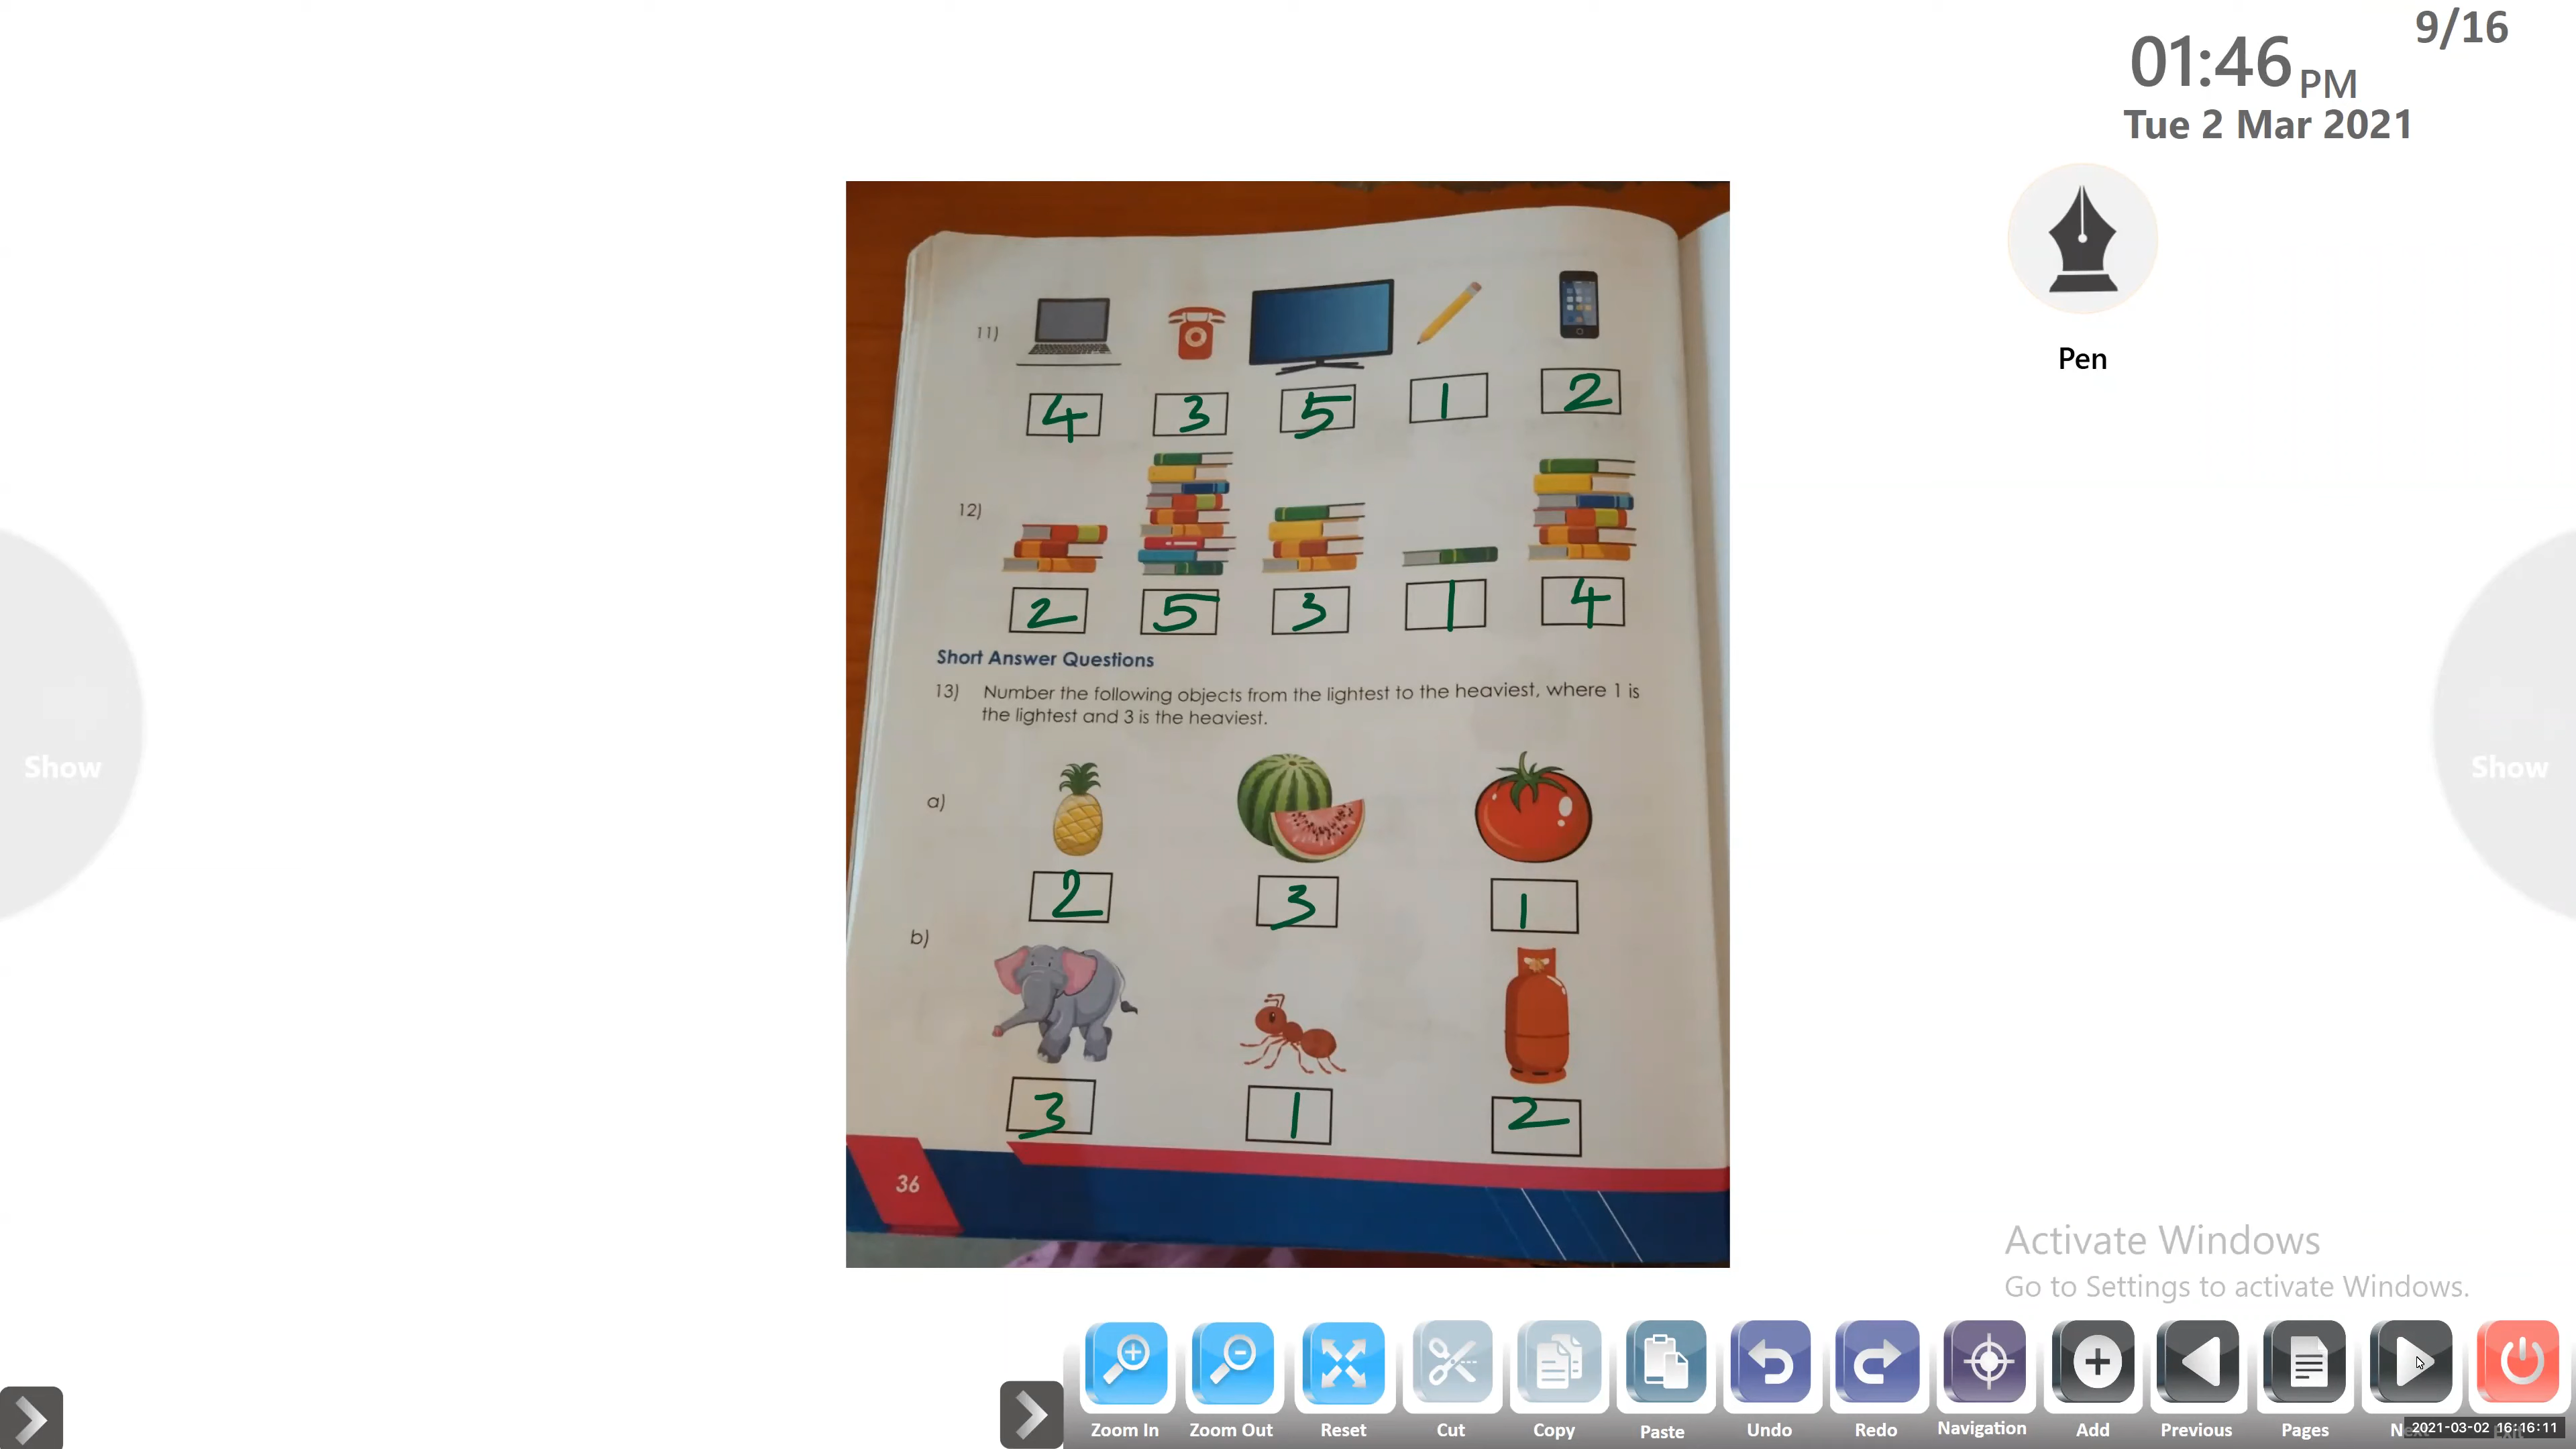 9/16
01:46 PM
Tue 2 Mar 2021
Pen
11)
4 3 5 1 2
12)
2 5 3 1 4
Short Answer Questions
13) Number the following objects from the lightest to the heaviest, where 1 is
the lightest and 3 is the heaviest.
a)
2 3 1
b)
3 1 2
36
Show
Show
Activate Windows
Go to Settings to activate Windows.
Zoom In Zoom Out Reset Cut Copy Paste Undo Redo Navigation Add Previous Pages
2021-03-02 16:16:11